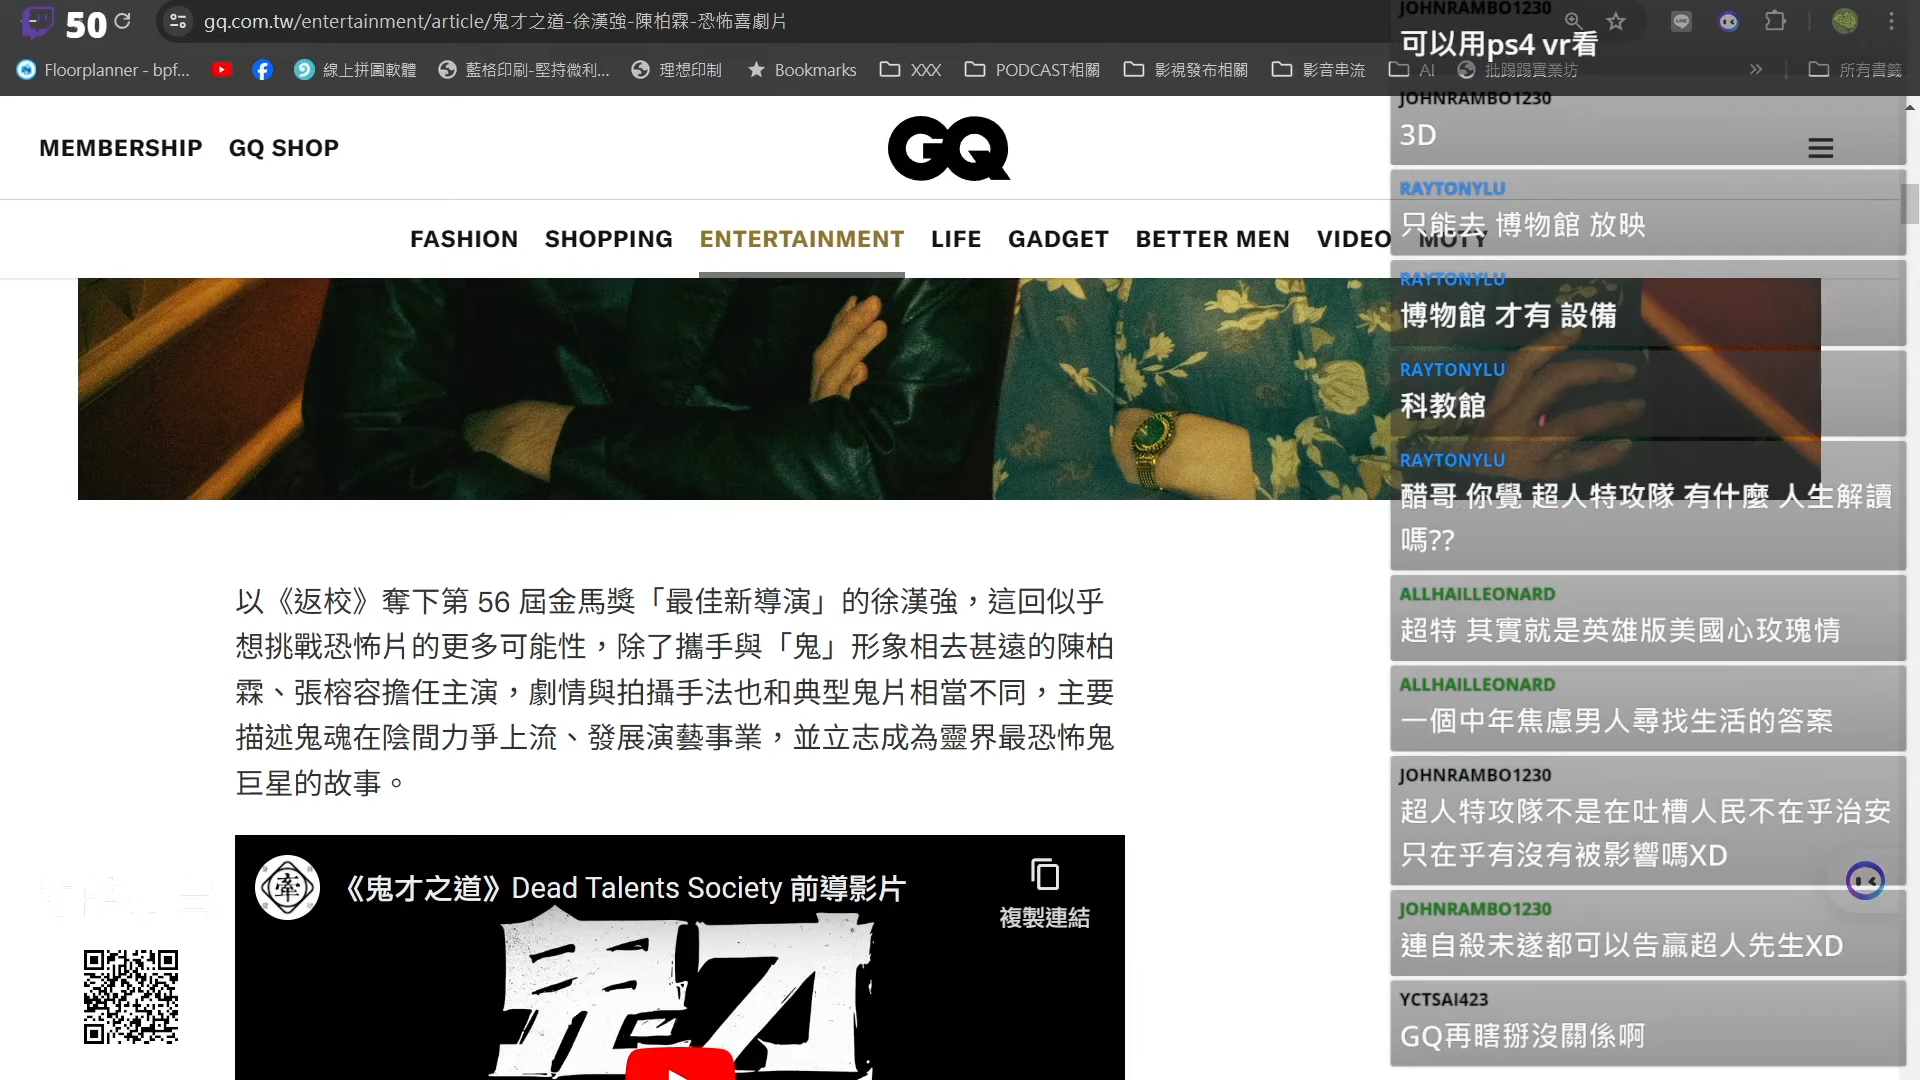 50
gq.com.tw/entertainment/article/鬼才之道-徐漢強-陳柏霖-恐怖喜劇片
Floorplanner - bpf...
線上拼圖軟體
藍格印刷-堅持微利...
理想印制
Bookmarks
XXX
PODCAST相關
影視發布相關
影音串流
AI
批踢踢實業坊
所有書籤
MEMBERSHIP
GQ SHOP
GQ
FASHION
SHOPPING
ENTERTAINMENT
LIFE
GADGET
BETTER MEN
VIDEO
MOTY
以《返校》奪下第 56 屆金馬獎「最佳新導演」的徐漢強，這回似乎
想挑戰恐怖片的更多可能性，除了攜手與「鬼」形象相去甚遠的陳柏
霖、張榕容擔任主演，劇情與拍攝手法也和典型鬼片相當不同，主要
描述鬼魂在陰間力爭上流、發展演藝事業，並立志成為靈界最恐怖鬼
巨星的故事。
牽
《鬼才之道》Dead Talents Society 前導影片
複製連結
鬼才
JOHNRAMBO1230
可以用ps4 vr看
JOHNRAMBO1230
3D
RAYTONYLU
只能去 博物館 放映
RAYTONYLU
博物館 才有 設備
RAYTONYLU
科教館
RAYTONYLU
醋哥 你覺 超人特攻隊 有什麼 人生解讀
嗎??
ALLHAILLEONARD
超特 其實就是英雄版美國心玫瑰情
ALLHAILLEONARD
一個中年焦慮男人尋找生活的答案
JOHNRAMBO1230
超人特攻隊不是在吐槽人民不在乎治安
只在乎有沒有被影響嗎XD
JOHNRAMBO1230
連自殺未遂都可以告贏超人先生XD
YCTSAI423
GQ再瞎掰沒關係啊